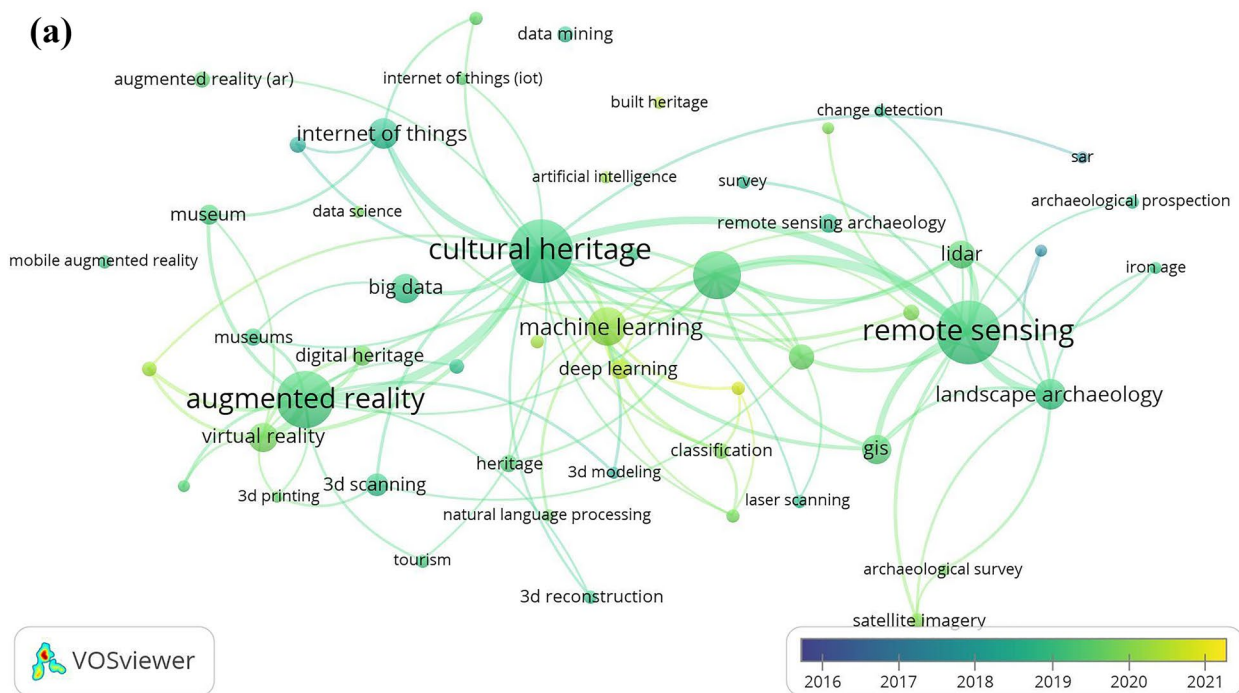 (a)
data mining
augmented reality (ar)
internet of things (iot)
built heritage
change detection
internet of things
sar
artificial intelligence
survey
archaeological prospection
museum
data science
remote sensing archaeology
cultural heritage
lidar
mobile augmented reality
iron age
big data
machine learning
remote sensing
museums
digital heritage
deep learning
augmented reality
landscape archaeology
virtual reality
classification
gis
heritage
3d modeling
3d scanning
3d printing
laser scanning
natural language processing
tourism
archaeological survey
3d reconstruction
satellite imagery
VOSviewer
2016 2017 2018 2019 2020 2021